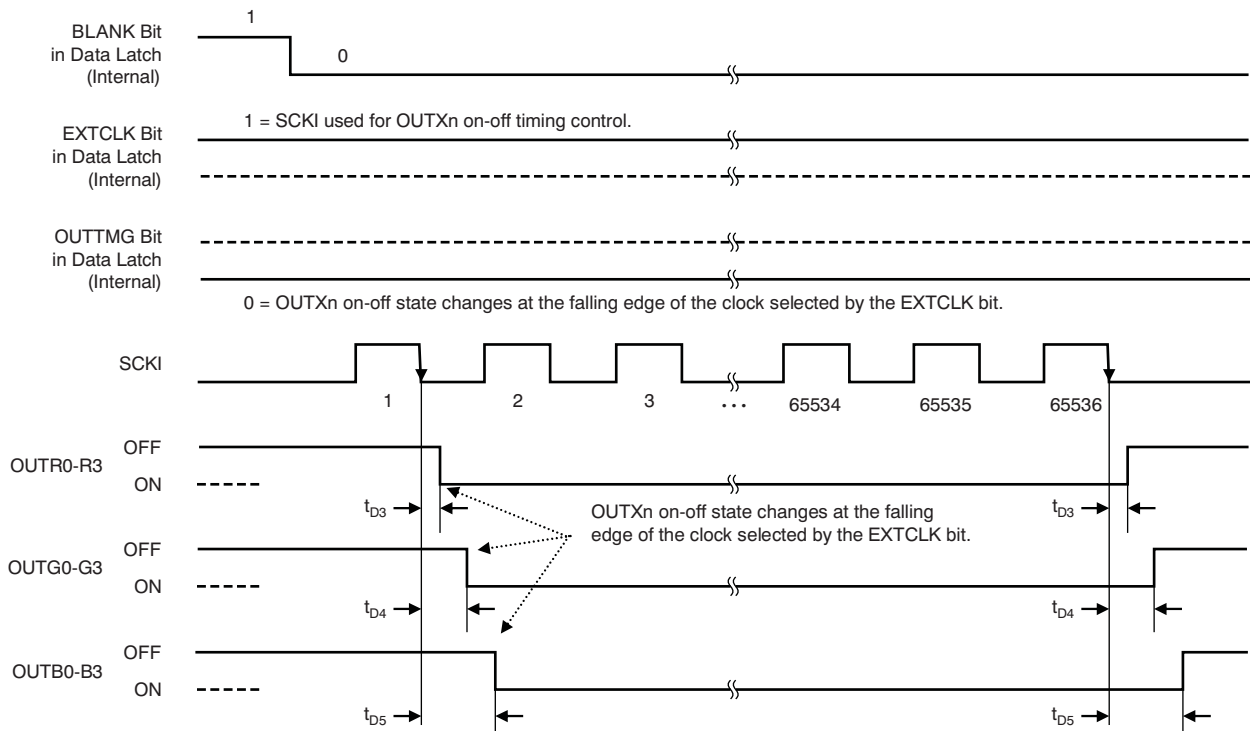 1
BLANK Bit
in Data Latch
(Internal)
0
1 = SCKI used for OUTXn on-off timing control.
EXTCLK Bit
in Data Latch
(Internal)
OUTTMG Bit
in Data Latch
(Internal)
0 = OUTXn on-off state changes at the falling edge of the clock selected by the EXTCLK bit.
SCKI
1 2 3 ... 65534 65535 65536
OFF
OUTR0-R3
ON
tD3 tD3
OUTXn on-off state changes at the falling
edge of the clock selected by the EXTCLK bit.
OFF
OUTG0-G3
ON
tD4 tD4
OFF
OUTB0-B3
ON
tD5 tD5